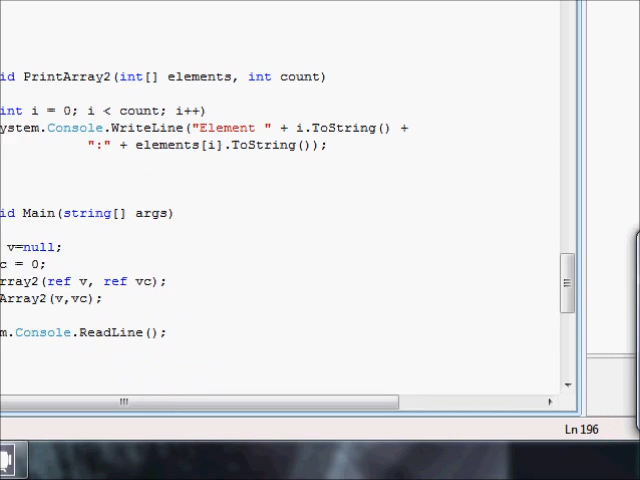 id PrintArray2(int[] elements, int count)
int i = 0; i < count; i++)
ystem.Console.WriteLine("Element " + i.ToString() +
":" + elements[i].ToString());
id Main(string[] args)
v=null;
c = 0;
rray2(ref v, ref vc);
Array2(v,vc);
m.Console.ReadLine();
Ln 196